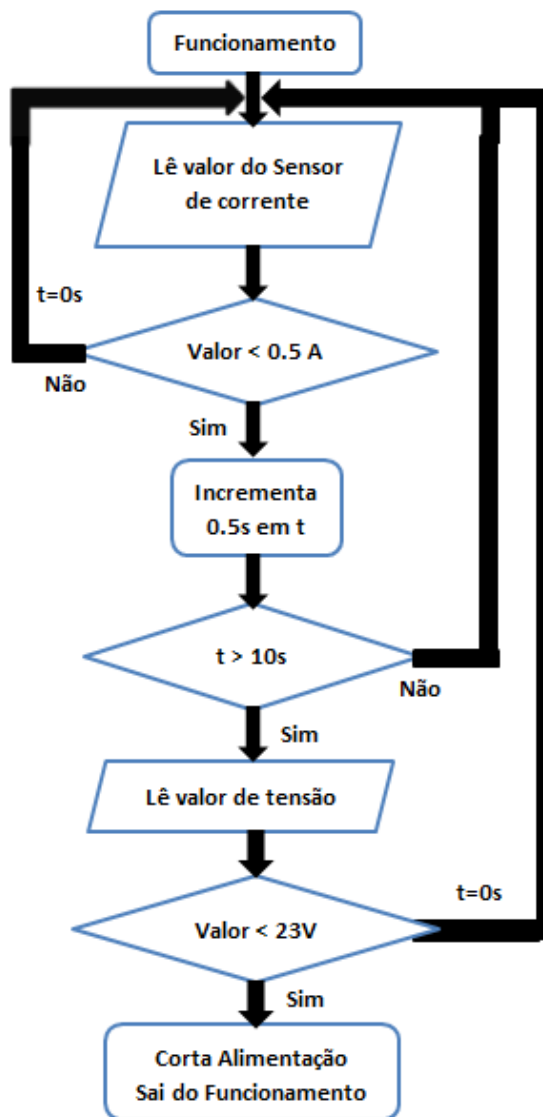 Funcionamento
Lê valor do Sensor
de corrente
t=0s
Valor < 0.5 A
Não
Sim
Incrementa
0.5s em t
t > 10s
Não
Sim
Lê valor de tensão
t=0s
Valor < 23V
Sim
Corta Alimentação
Sai do Funcionamento